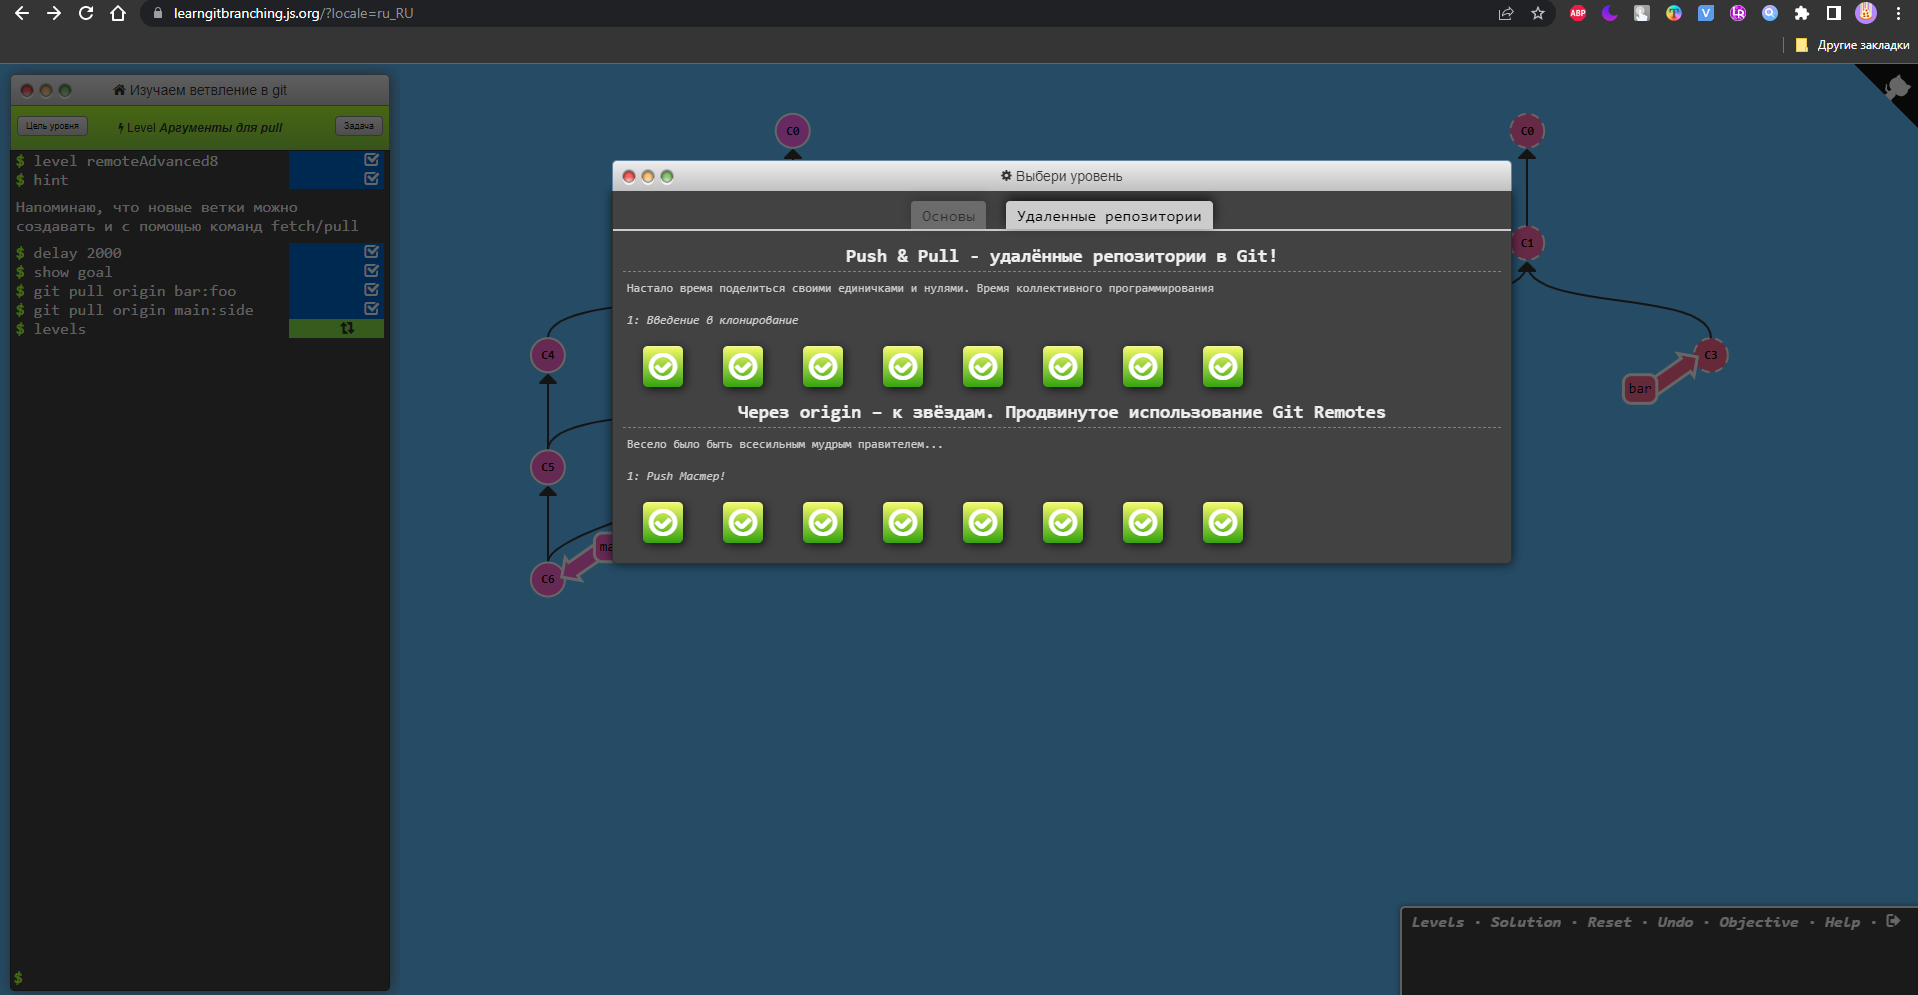 learngitbranching.js.org/?locale=ru_RU
ABP
V
Другие закладки
Изучаем ветвление в git
Цель уровня
Level Аргументы для pull
Задача
$ level remoteAdvanced8
$ hint
Напоминаю, что новые ветки можно
создавать и с помощью команд fetch/pull
$ delay 2000
$ show goal
$ git pull origin bar:foo
$ git pull origin main:side
$ levels
$
C0
C4
C5
C6
ma
Выбери уровень
Основы
Удаленные репозитории
Push & Pull - удалённые репозитории в Git!
Настало время поделиться своими единичками и нулями. Время коллективного программирования
1: Введение в клонирование
Через origin – к звёздам. Продвинутое использование Git Remotes
Весело было быть всесильным мудрым правителем...
1: Push Мастер!
C0
C1
C3
bar
Levels · Solution · Reset · Undo · Objective · Help ·